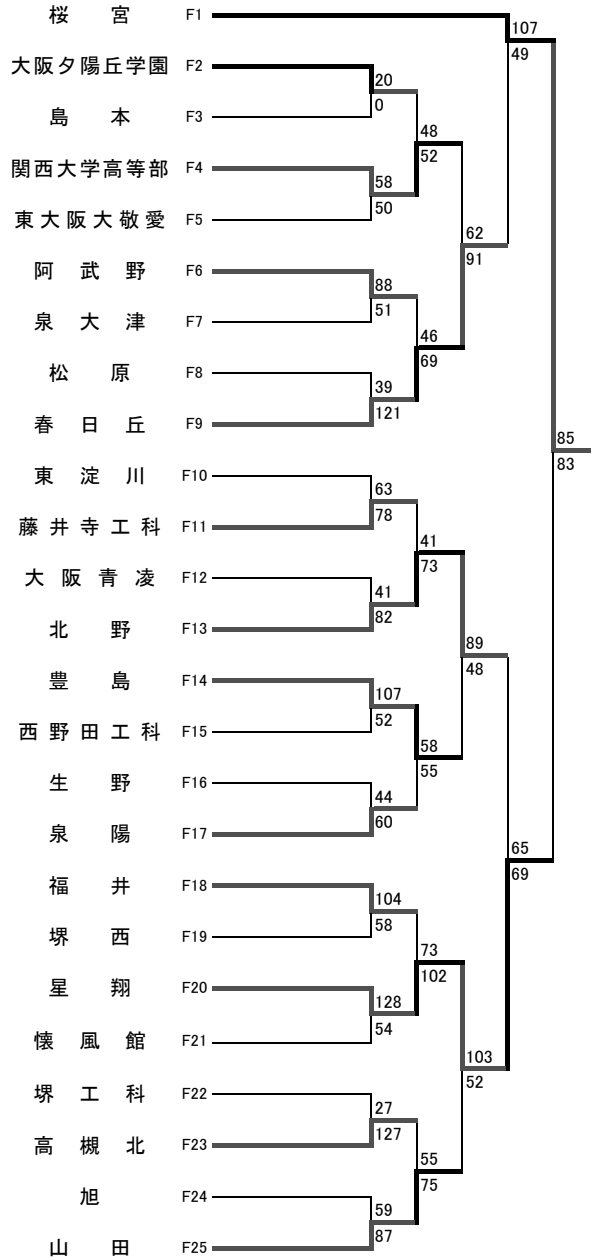 桜宮 F1
107
49
大阪夕陽丘学園 F2
20
0
島本 F3
48
52
関西大学高等部 F4
58
50
東大阪大敬愛 F5
62
91
阿武野 F6
88
51
泉大津 F7
46
69
松原 F8
39
121
春日丘 F9
85
83
東淀川 F10
63
78
藤井寺工科 F11
41
73
大阪青凌 F12
41
82
北野 F13
89
48
豊島 F14
107
52
西野田工科 F15
58
55
生野 F16
44
60
泉陽 F17
65
69
福井 F18
104
58
堺西 F19
73
102
星翔 F20
128
54
懐風館 F21
103
52
堺工科 F22
27
127
高槻北 F23
55
75
旭 F24
59
87
山田 F25